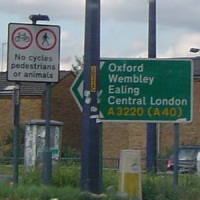 No cycles
pedestrians
or animals
Oxford
Wembley
Ealing
Central London
A3220 (A40)